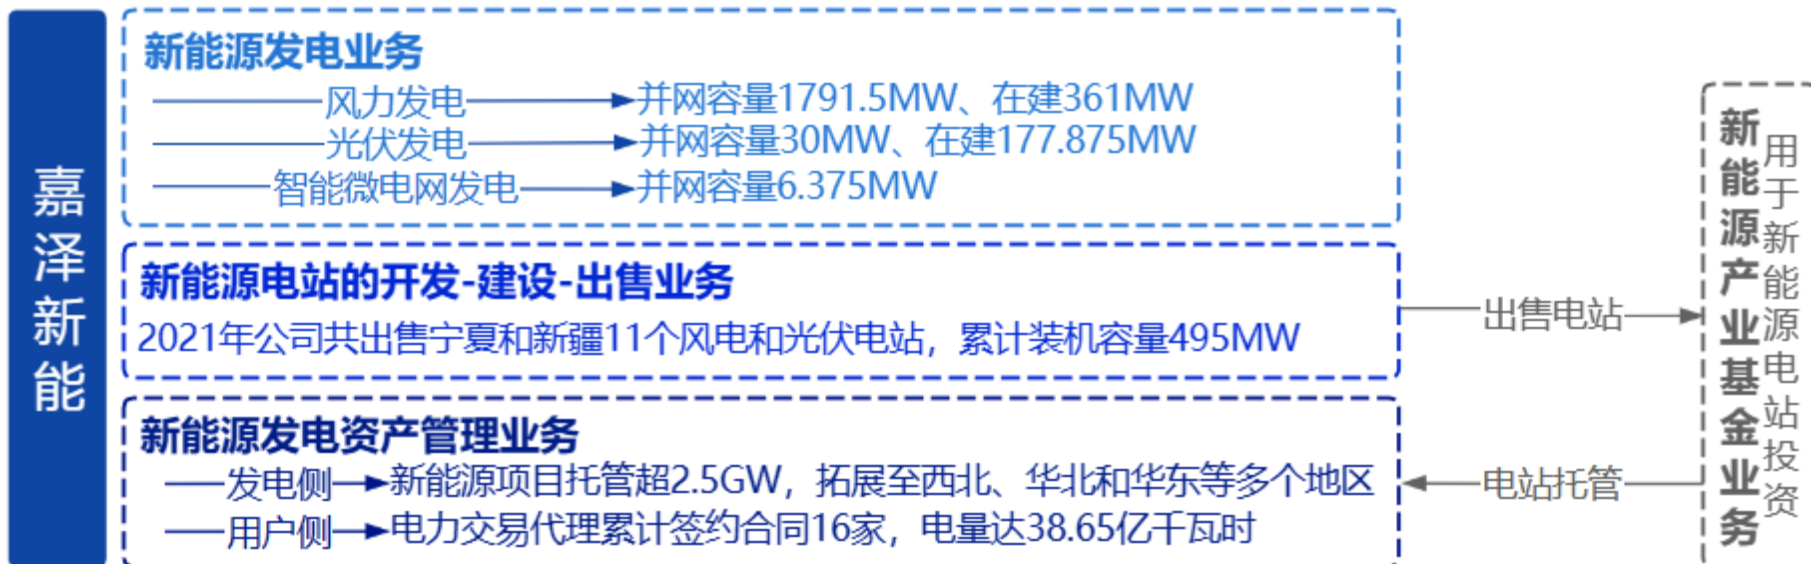 嘉泽新能
新能源发电业务
风力发电 并网容量1791.5MW、在建361MW
光伏发电 并网容量30MW、在建177.875MW
智能微电网发电 并网容量6.375MW
新能源电站的开发-建设-出售业务
2021年公司共出售宁夏和新疆11个风电和光伏电站，累计装机容量495MW
新能源发电资产管理业务
发电侧 新能源项目托管超2.5GW，拓展至西北、华北和华东等多个地区
用户侧 电力交易代理累计签约合同16家，电量达38.65亿千瓦时
出售电站
电站托管
新能源产业基金业务
用于新能源电站投资